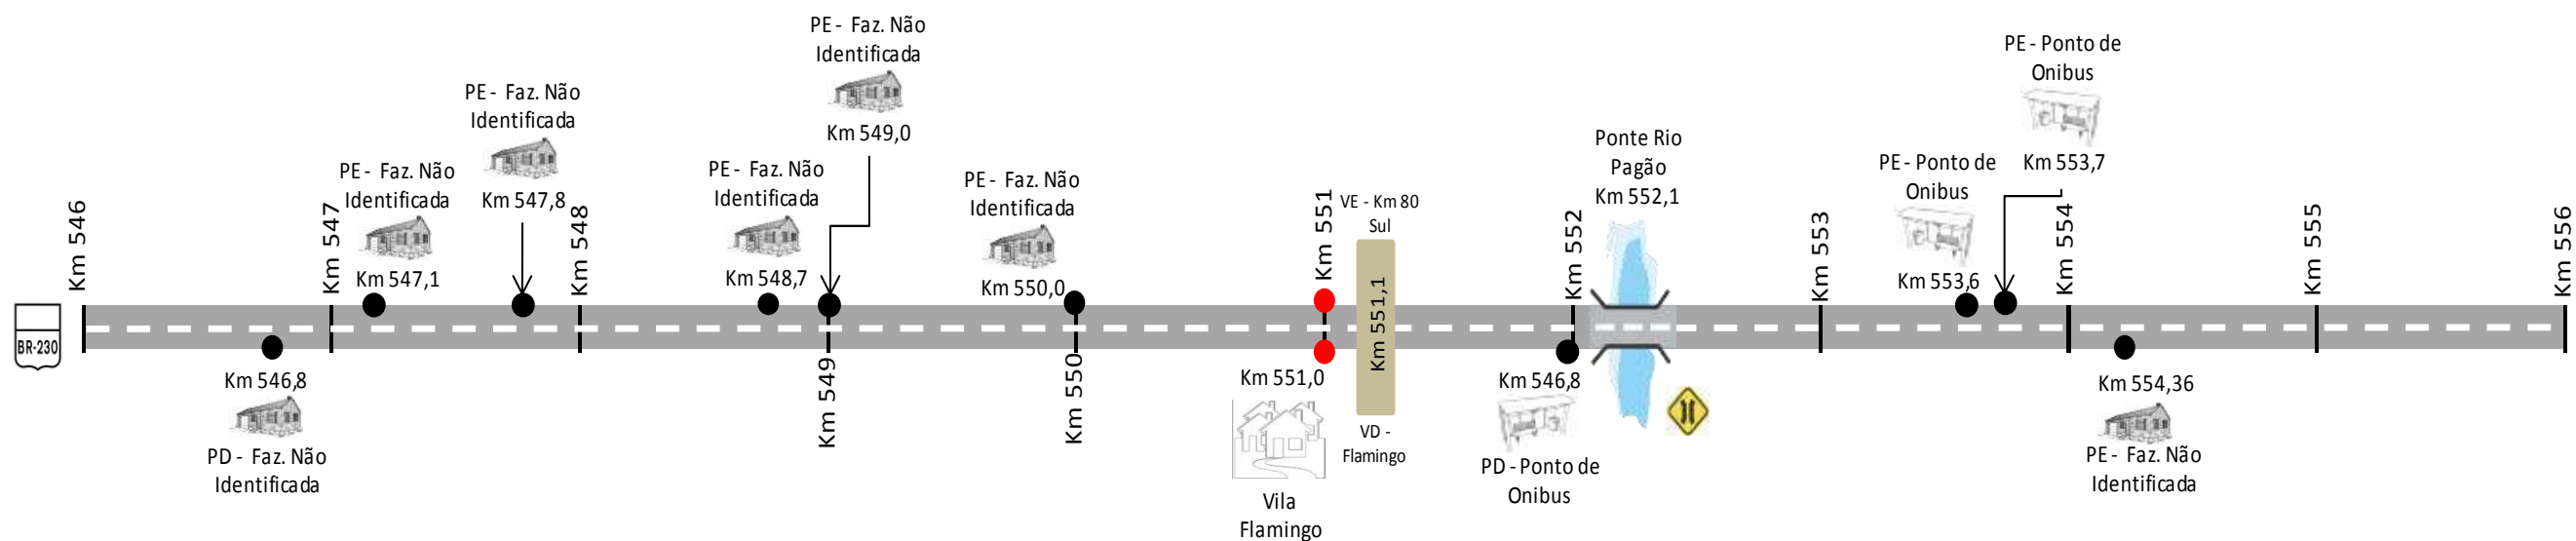 BR-230
Km 546
Km 546,8
PD - Faz. Não
Identificada
Km 547
PE - Faz. Não
Identificada
Km 547,1
PE - Faz. Não
Identificada
Km 547,8
Km 548
PE - Faz. Não
Identificada
Km 548,7
PE - Faz. Não
Identificada
Km 549,0
Km 549
PE - Faz. Não
Identificada
Km 550,0
Km 550
Km 551
Km 551,0
Vila
Flamingo
VE - Km 80
Sul
Km 551,1
VD -
Flamingo
Km 552
Km 546,8
PD - Ponto de
Onibus
Ponte Rio
Pagão
Km 552,1
Km 553
PE - Ponto de
Onibus
Km 553,6
PE - Ponto de
Onibus
Km 553,7
Km 554
Km 554,36
PE - Faz. Não
Identificada
Km 555
Km 556